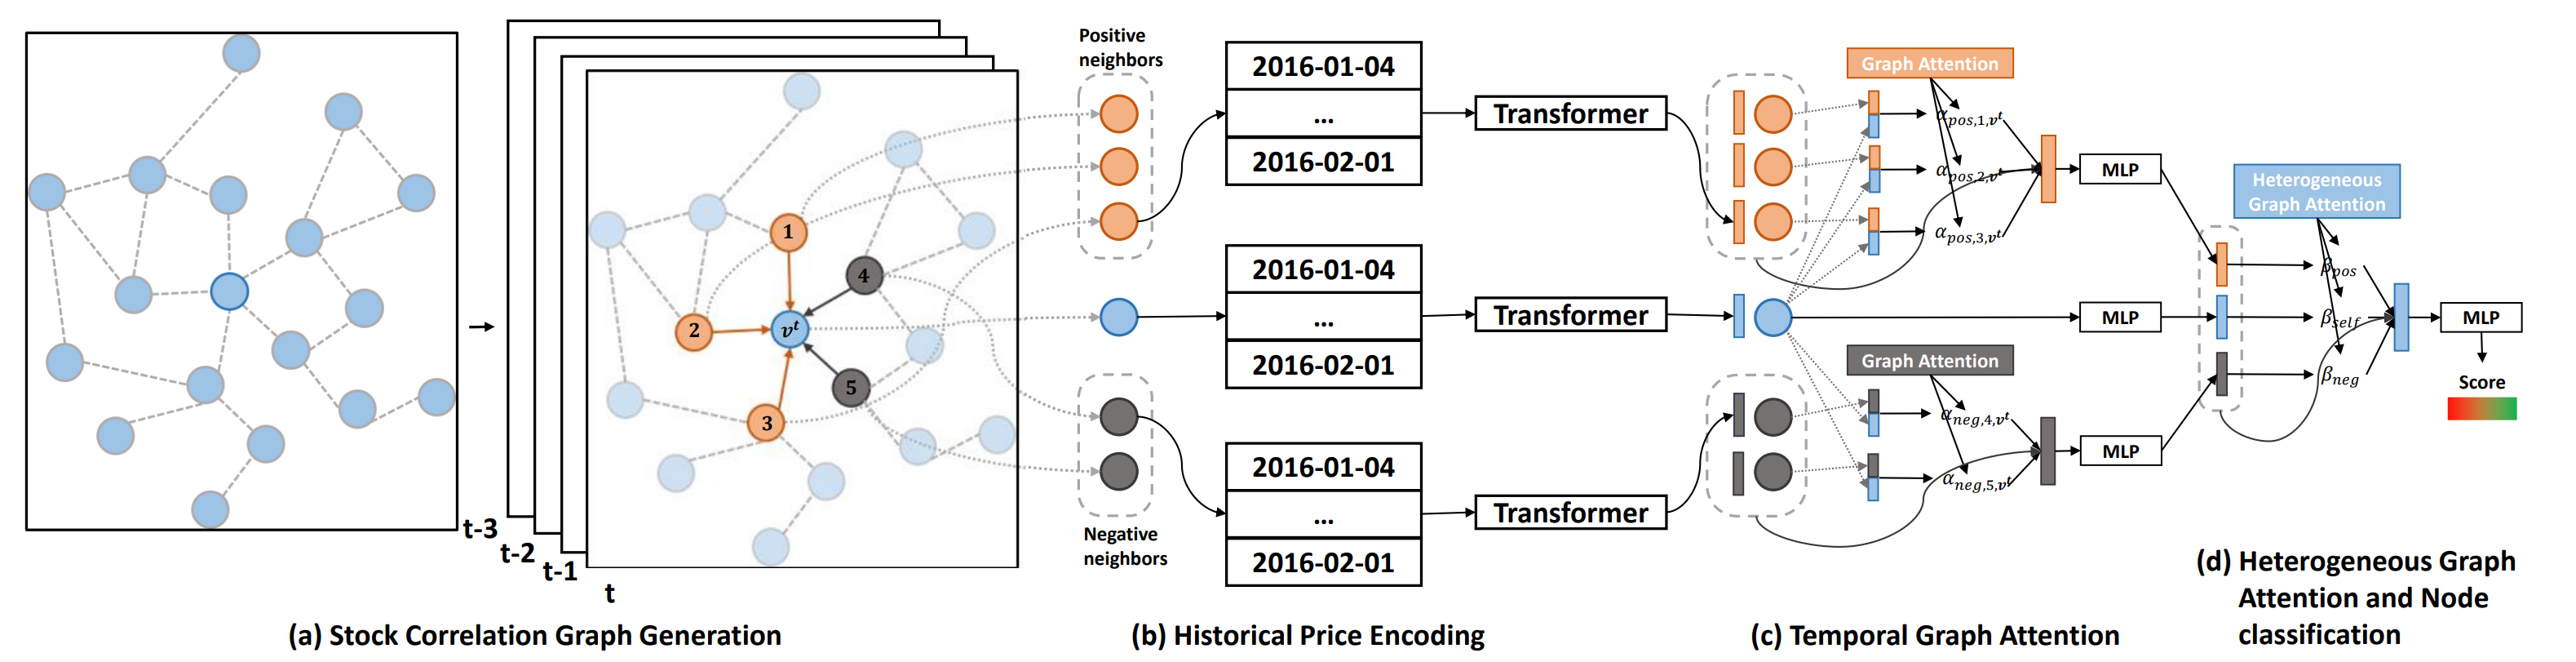 t-3
t-2
t-1
t
1
2
3
4
5
v^t
(a) Stock Correlation Graph Generation
Positive
neighbors
Negative
neighbors
2016-01-04
...
2016-02-01
2016-01-04
...
2016-02-01
2016-01-04
...
2016-02-01
Transformer
Transformer
Transformer
(b) Historical Price Encoding
Graph Attention
α_{pos,1,v^t}
α_{pos,2,v^t}
α_{pos,3,v^t}
Graph Attention
α_{neg,4,v^t}
α_{neg,5,v^t}
MLP
MLP
MLP
(c) Temporal Graph Attention
Heterogeneous
Graph Attention
β_{pos}
β_{self}
β_{neg}
MLP
Score
(d) Heterogeneous Graph
Attention and Node
classification